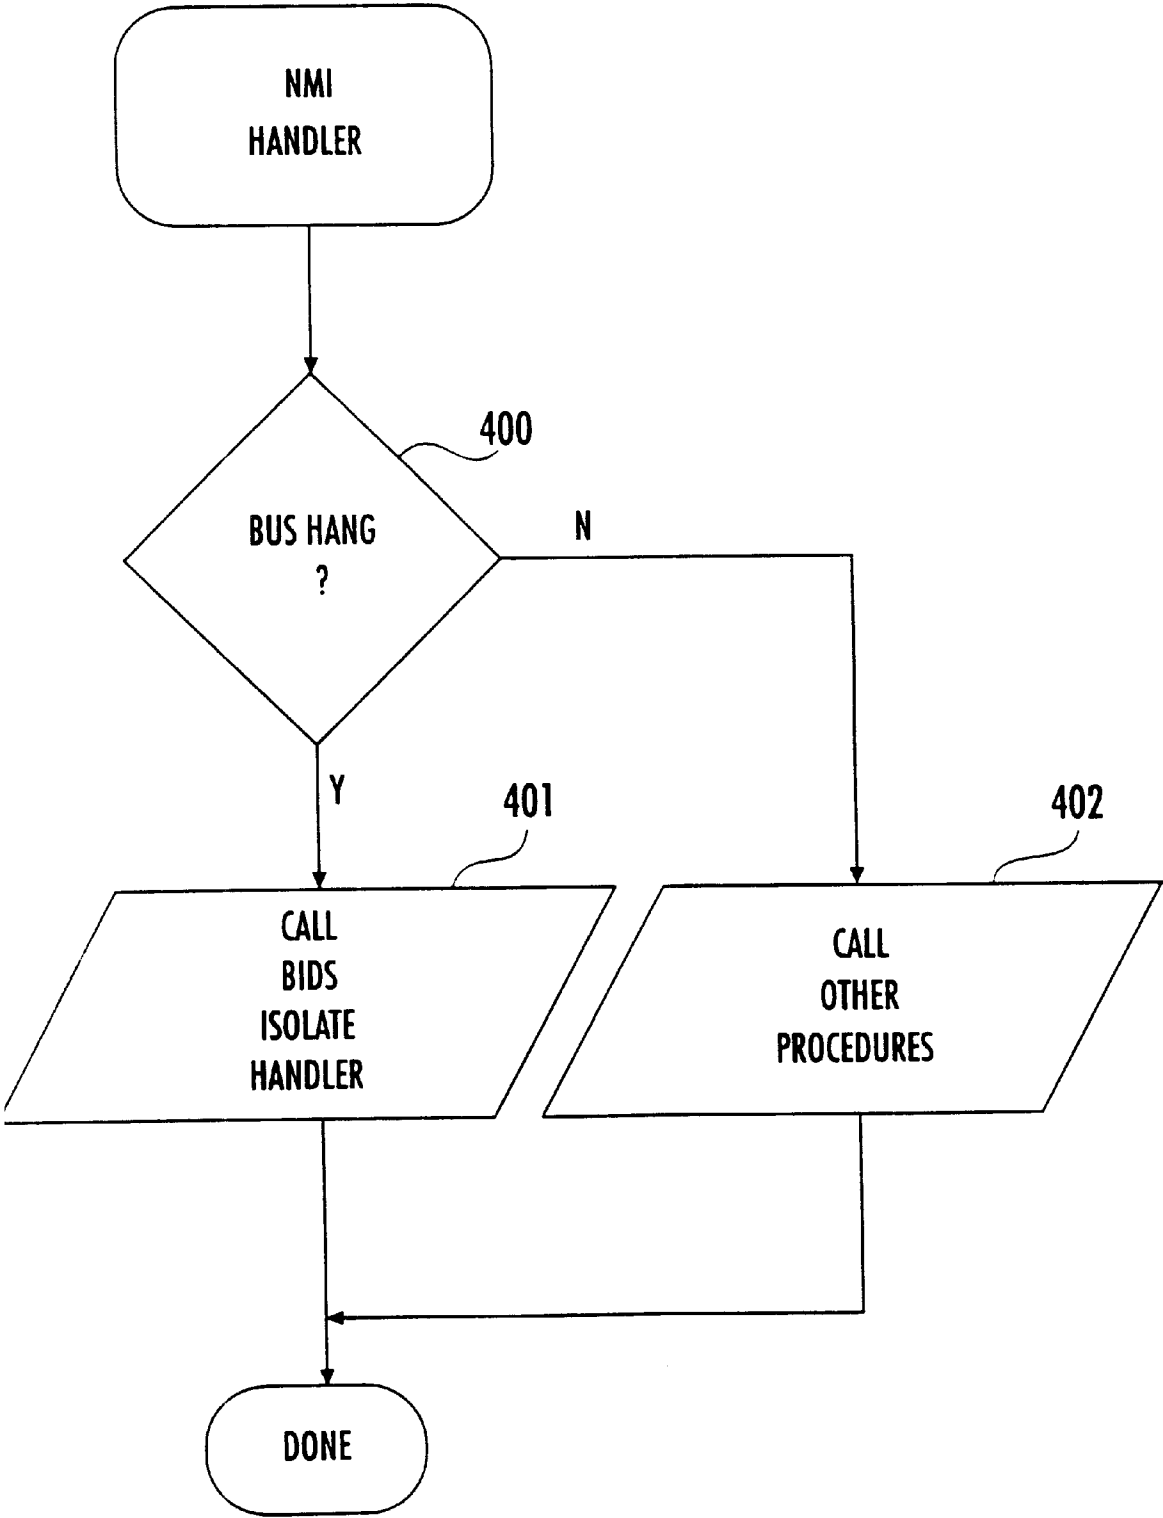 NMI
HANDLER
400
BUS HANG
?
N
Y
401
402
CALL
BIDS
ISOLATE
HANDLER
CALL
OTHER
PROCEDURES
DONE